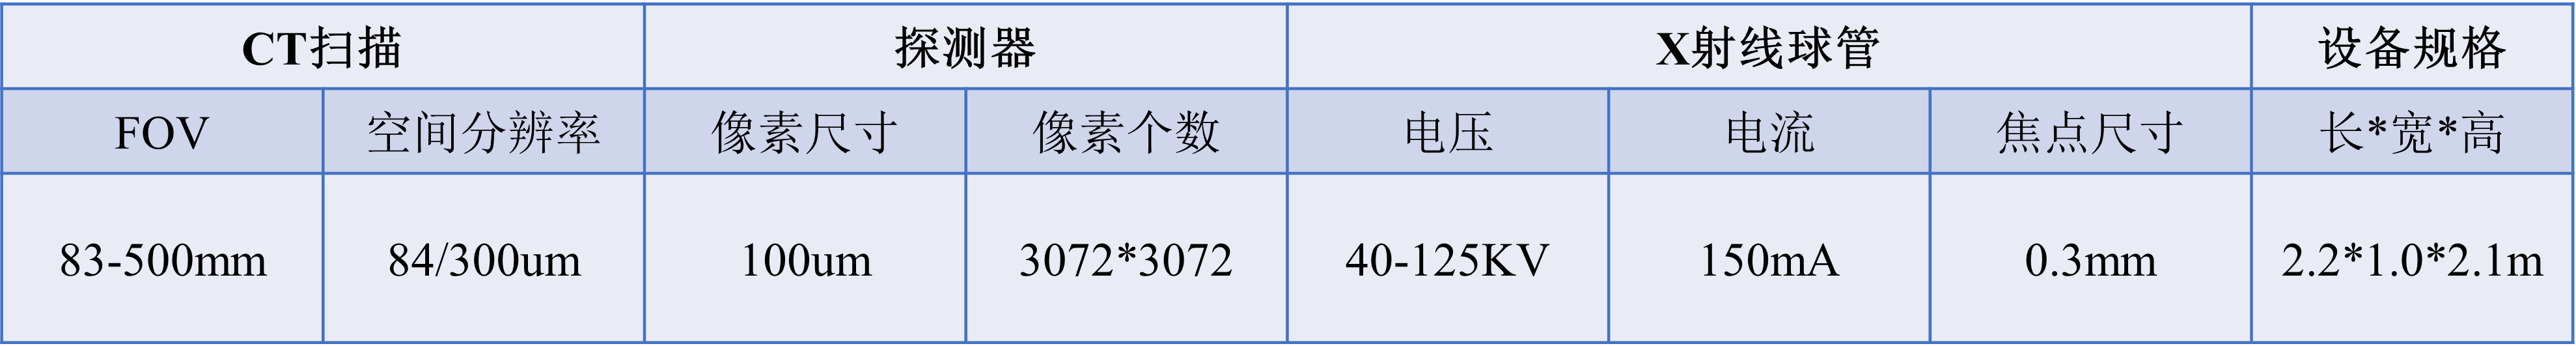 CT扫描 探测器 X射线球管 设备规格
FOV 空间分辨率 像素尺寸 像素个数 电压 电流 焦点尺寸 长*宽*高
83-500mm 84/300um 100um 3072*3072 40-125KV 150mA 0.3mm 2.2*1.0*2.1m